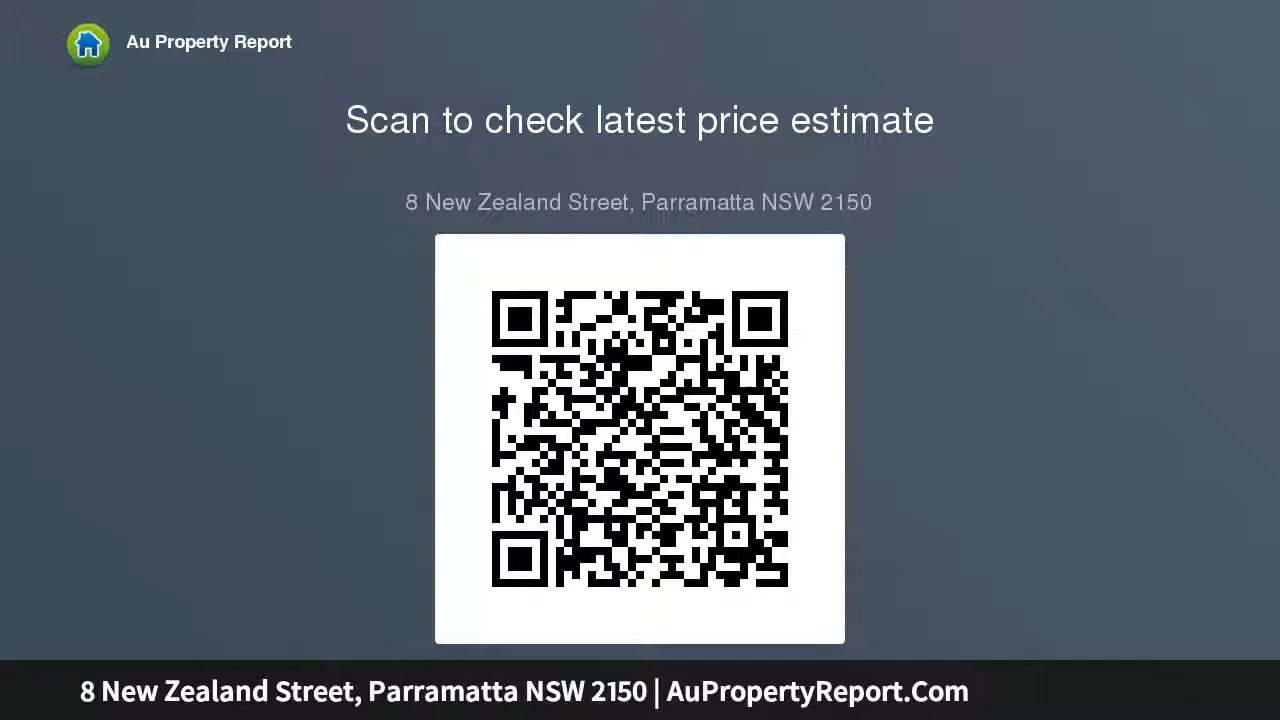 Au Property Report
Scan to check latest price estimate
8 New Zealand Street, Parramatta NSW 2150
8 New Zealand Street, Parramatta NSW 2150 | AuPropertyReport.Com